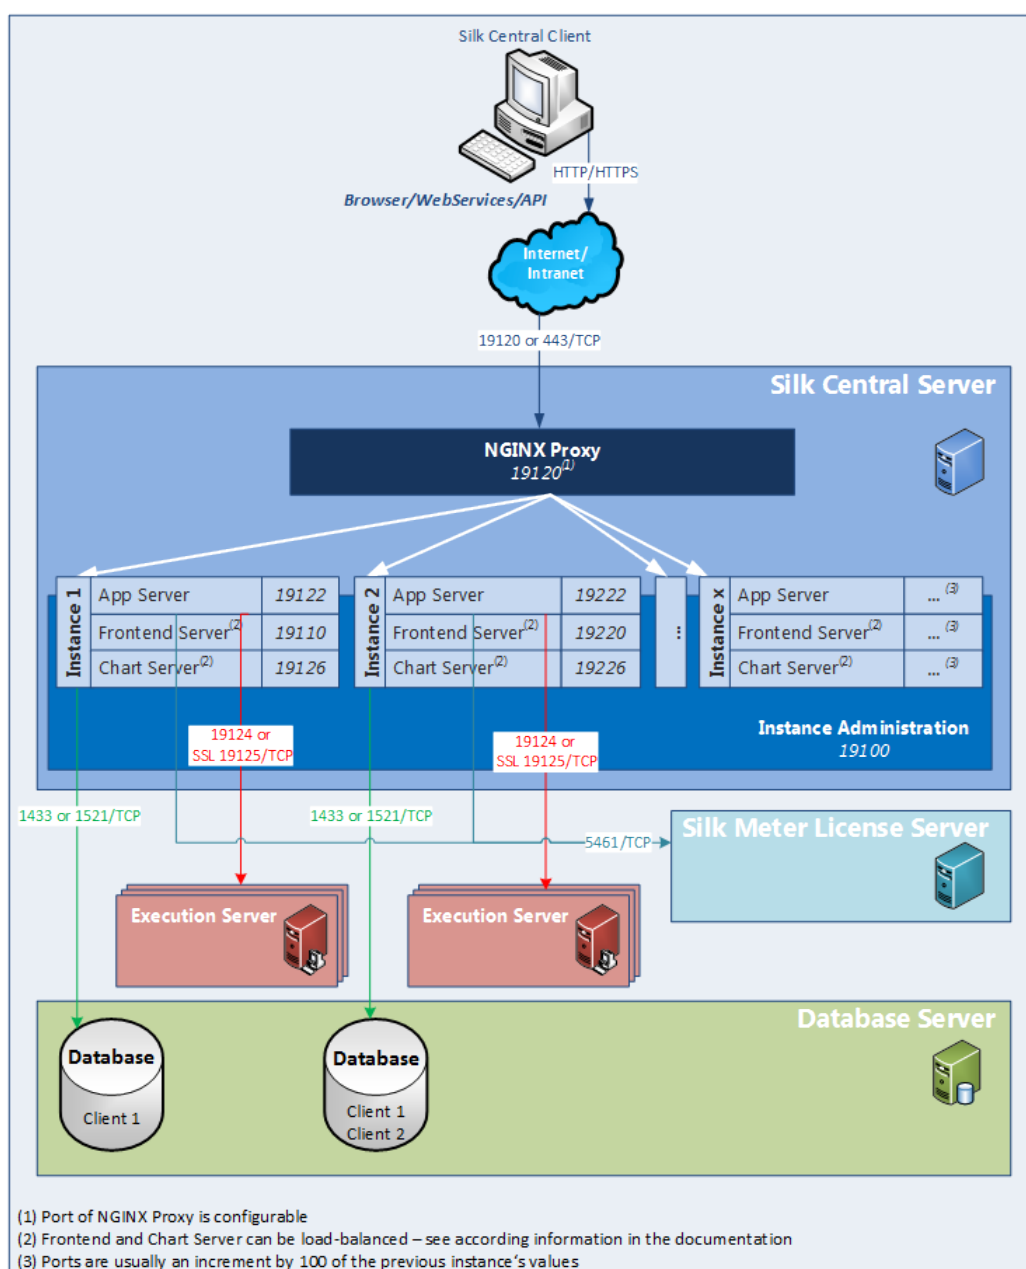 Silk Central Client
HTTP/HTTPS
Browser/WebServices/API
Internet/
Intranet
19120 or 443/TCP
Silk Central Server
NGINX Proxy
19120(1)
Instance 1
App Server 19122
Frontend Server(2) 19110
Chart Server(2) 19126
Instance 2
App Server 19222
Frontend Server(2) 19220
Chart Server(2) 19226
...
Instance x
App Server ... (3)
Frontend Server(2) ... (3)
Chart Server(2) ... (3)
Instance Administration
19100
19124 or
SSL 19125/TCP
19124 or
SSL 19125/TCP
1433 or 1521/TCP
1433 or 1521/TCP
5461/TCP
Silk Meter License Server
Execution Server
Execution Server
Database Server
Database
Client 1
Database
Client 1
Client 2
(1) Port of NGINX Proxy is configurable
(2) Frontend and Chart Server can be load-balanced – see according information in the documentation
(3) Ports are usually an increment by 100 of the previous instance‘s values